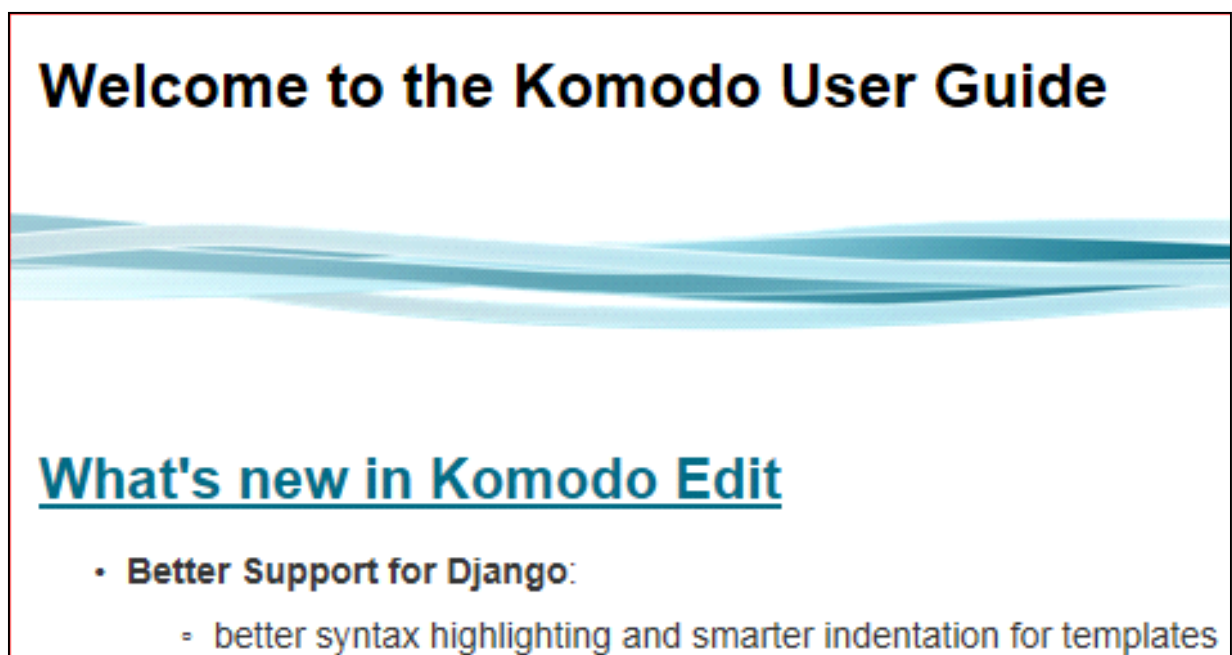 Welcome to the Komodo User Guide
What's new in Komodo Edit
• Better Support for Django:
▫ better syntax highlighting and smarter indentation for templates